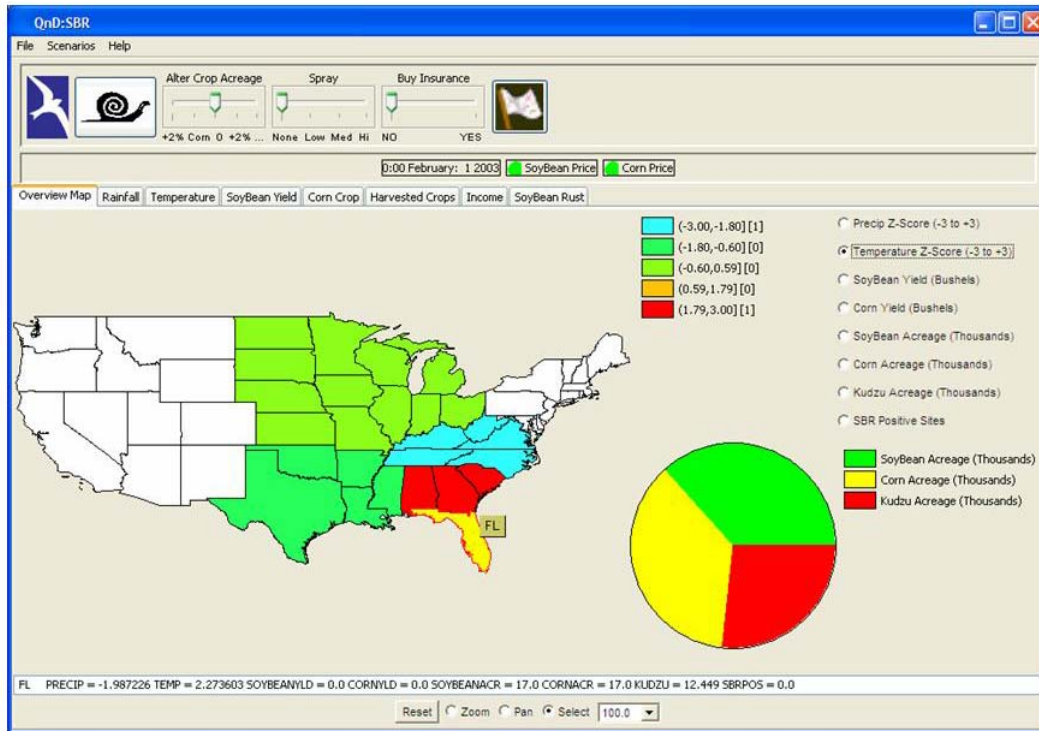 QnD:SBR
File Scenarios Help
Alter Crop Acreage Spray Buy Insurance
+2% Corn 0 +2% ... None Low Med Hi NO YES
0:00 February: 1 2003 SoyBean Price Corn Price
Overview Map Rainfall Temperature SoyBean Yield Corn Crop Harvested Crops Income SoyBean Rust
(-3.00,-1.80] [1]
(-1.80,-0.60] [0]
(-0.60,0.59] [0]
(0.59,1.79] [0]
(1.79,3.00] [1]
Precip Z-Score (-3 to +3)
Temperature Z-Score (-3 to +3)
SoyBean Yield (Bushels)
Corn Yield (Bushels)
SoyBean Acreage (Thousands)
Corn Acreage (Thousands)
Kudzu Acreage (Thousands)
SBR Positive Sites
SoyBean Acreage (Thousands)
Corn Acreage (Thousands)
Kudzu Acreage (Thousands)
FL
FL PRECIP = -1.987226 TEMP = 2.273603 SOYBEANYLD = 0.0 CORNYLD = 0.0 SOYBEANACR = 17.0 CORNACR = 17.0 KUDZU = 12.449 SBRPOS = 0.0
Reset Zoom Pan Select 100.0